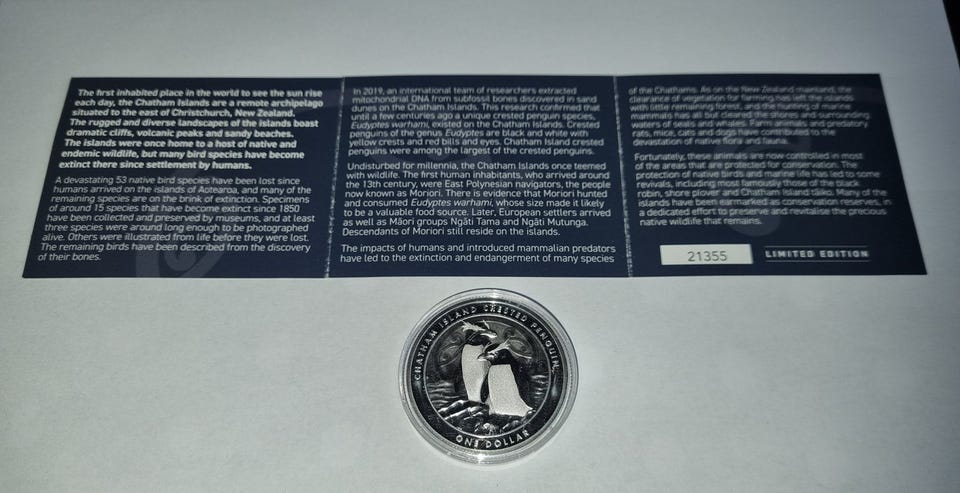 The first inhabited place in the world to see the sun rise
each day, the Chatham Islands are a remote archipelago
situated to the east of Christchurch, New Zealand.
The rugged and diverse landscapes of the islands boast
dramatic cliffs, volcanic peaks and sandy beaches.
The islands were once home to a host of native and
endemic wildlife, but many bird species have become
extinct there since settlement by humans.
A devastating 53 native bird species have been lost since
humans arrived on the islands of Aotearoa, and many of the
remaining species are on the brink of extinction. Specimens
of around 15 species that have become extinct since 1850
have been collected and preserved by museums, and at least
three species were around long enough to be photographed
alive. Others were illustrated from life before they were lost.
The remaining birds have been described from the discovery
of their bones.
In 2019, an international team of researchers extracted
mitochondrial DNA from subfossil bones discovered in sand
dunes on the Chatham Islands. This research confirmed that
until a few centuries ago a unique crested penguin species,
Eudyptes warhami, existed on the Chatham Islands. Crested
penguins of the genus Eudyptes are black and white with
yellow crests and red bills and eyes. Chatham Island crested
penguins were among the largest of the crested penguins.
Undisturbed for millennia, the Chatham Islands once teemed
with wildlife. The first human inhabitants, who arrived around
the 13th century, were East Polynesian navigators, the people
now known as Moriori. There is evidence that Moriori hunted
and consumed Eudyptes warhami, whose size made it likely
to be a valuable food source. Later, European settlers arrived
as well as Māori groups Ngāti Tama and Ngāti Mutunga.
Descendants of Moriori still reside on the islands.
The impacts of humans and introduced mammalian predators
have led to the extinction and endangerment of many species
of the Chathams. As on the New Zealand mainland, the
clearance of vegetation for farming has left the islands
with little remaining forest, and the hunting of marine
mammals has all but cleared the shores and surrounding
waters of seals and whales. Farm animals and predatory
rats, mice, cats and dogs have contributed to the
devastation of native flora and fauna.
Fortunately, these animals are now controlled in most
of the areas that are protected for conservation. The
protection of native birds and marine life has led to some
revivals, including most famously those of the black
robin, shore plover and Chatham Island tāiko. Many of the
islands have been earmarked as conservation reserves, in
a dedicated effort to preserve and revitalise the precious
native wildlife that remains.
21355
LIMITED EDITION
CHATHAM ISLAND CRESTED PENGUIN
ONE DOLLAR